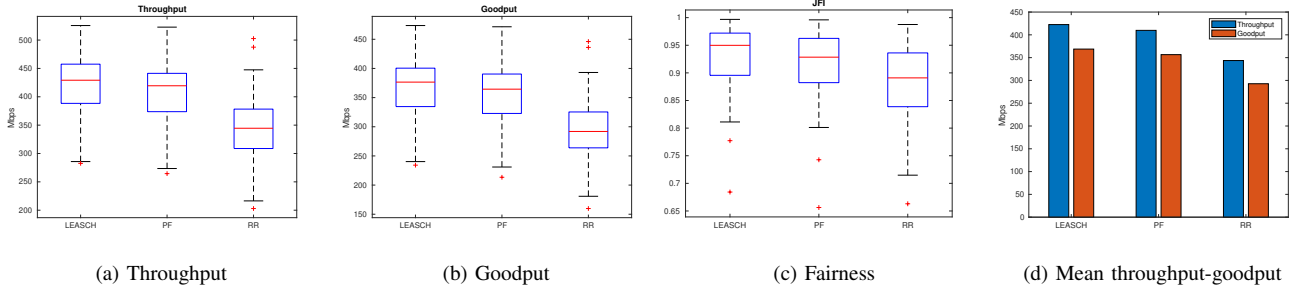 Throughput
500
450
400
350
300
250
200
Mbps
LEASCH
PF
RR
(a) Throughput
Goodput
450
400
350
300
250
200
150
Mbps
LEASCH
PF
RR
(b) Goodput
JFI
1
0.95
0.9
0.85
0.8
0.75
0.7
0.65
LEASCH
PF
RR
(c) Fairness
450
400
350
300
250
200
150
100
50
0
Mbps
Throughput
Goodput
LEASCH
PF
RR
(d) Mean throughput-goodput